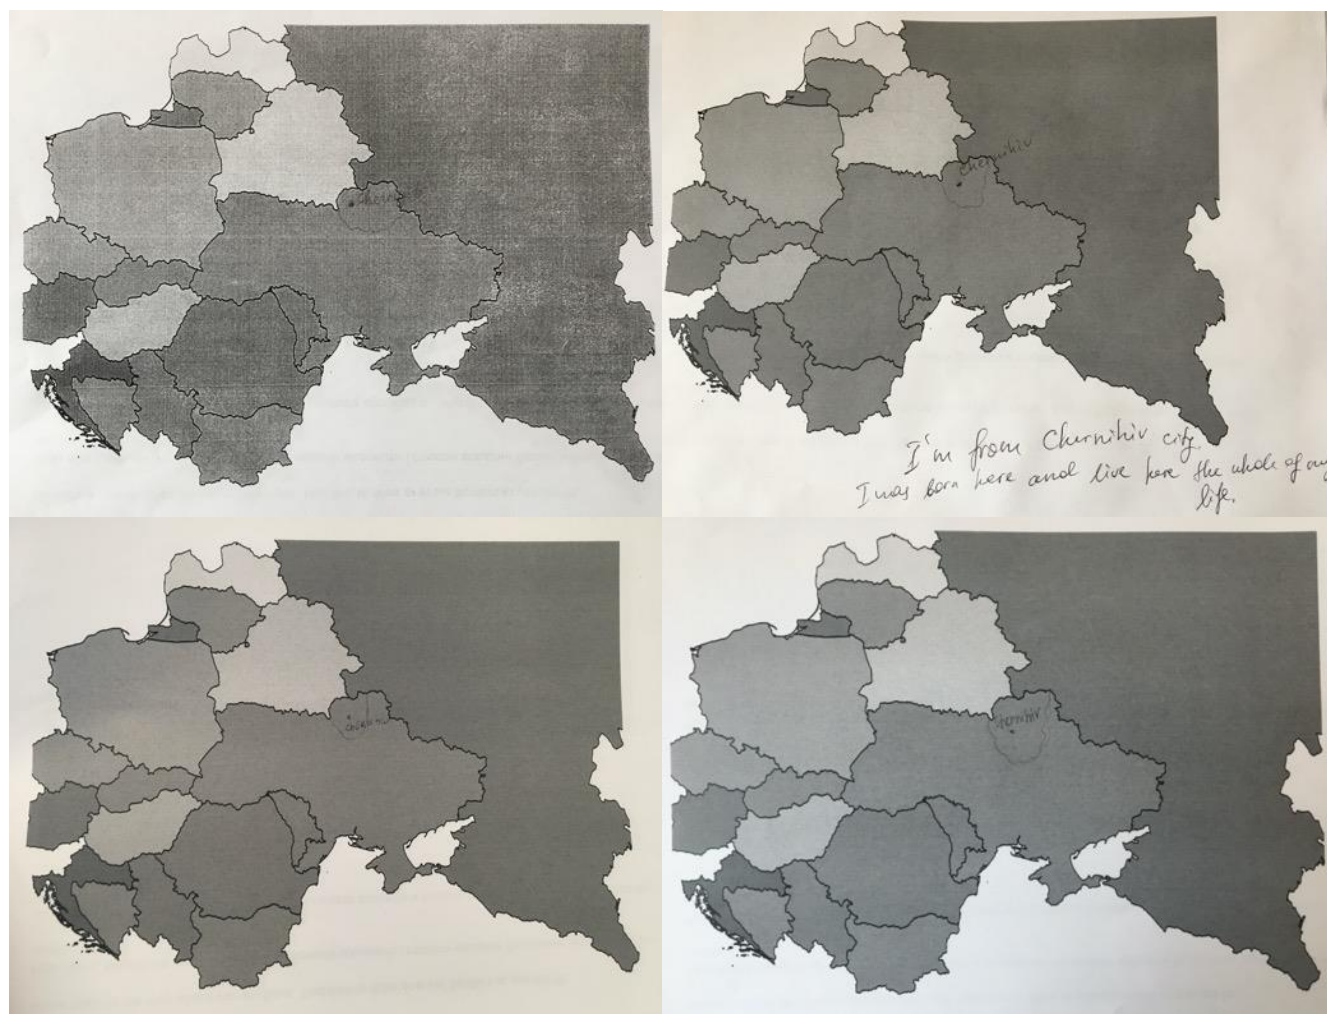 Chernihiv
I'm from Chernihiv city.
I was born here and live here the whole of my
life.
Chernihiv